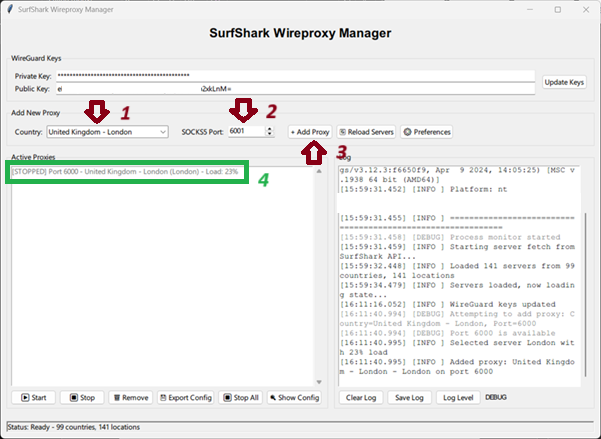 SurfShark Wireproxy Manager
SurfShark Wireproxy Manager
WireGuard Keys
Private Key: ********************************************
Public Key:
Update Keys
Add New Proxy
1
2
Country: United Kingdom - London SOCKS5 Port: 6001 + Add Proxy Reload Servers Preferences
3
Active Proxies
Log
[STOPPED] Port 6000 - United Kingdom - London (London) - Load: 23%
4
gs/v3.12.3:f6650f9, Apr 9 2024, 14:05:25) [MSC v
.1938 64 bit (AMD64)]
[15:59:31.452] [INFO ] Platform: nt
[15:59:31.455] [INFO ] ==========================
==================================
[15:59:31.458] [DEBUG] Process monitor started
[15:59:31.459] [INFO ] Starting server fetch from
SurfShark API...
[15:59:32.448] [INFO ] Loaded 141 servers from 99
countries, 141 locations
[15:59:34.479] [INFO ] Servers loaded, now loadin
g state...
[16:11:16.052] [INFO ] WireGuard keys updated
[16:11:40.994] [DEBUG] Attempting to add proxy: C
ountry=United Kingdom - London, Port=6000
[16:11:40.994] [DEBUG] Port 6000 is available
[16:11:40.995] [INFO ] Selected server London wit
h 23% load
[16:11:40.995] [INFO ] Added proxy: United Kingdo
m - London - London on port 6000
Start Stop Remove Export Config Stop All Show Config
Clear Log Save Log Log Level DEBUG
Status: Ready - 99 countries, 141 locations